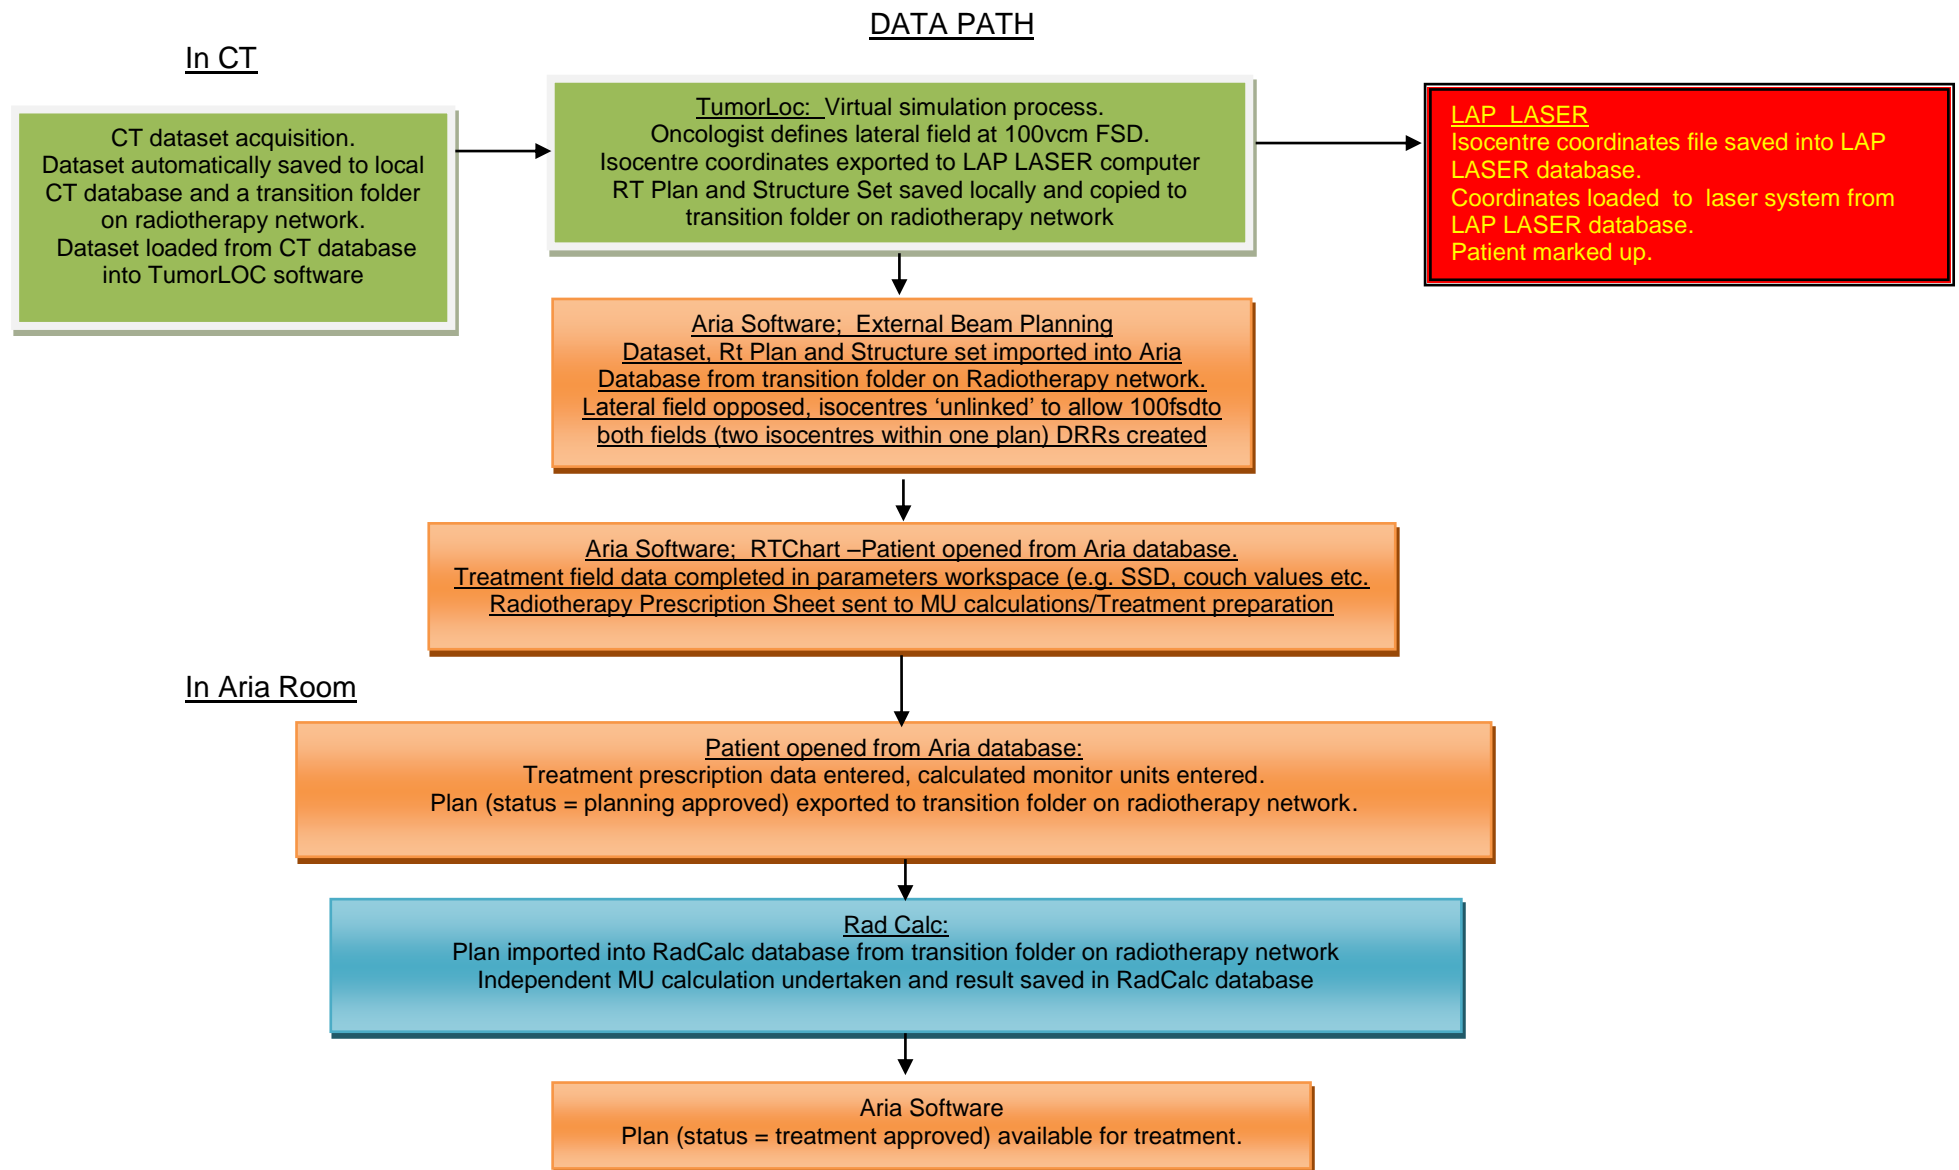 DATA PATH
In CT
CT dataset acquisition.
Dataset automatically saved to local
CT database and a transition folder
on radiotherapy network.
Dataset loaded from CT database
into TumorLOC software
TumorLoc: Virtual simulation process.
Oncologist defines lateral field at 100vcm FSD.
Isocentre coordinates exported to LAP LASER computer
RT Plan and Structure Set saved locally and copied to
transition folder on radiotherapy network
LAP LASER
Isocentre coordinates file saved into LAP
LASER database.
Coordinates loaded to laser system from
LAP LASER database.
Patient marked up.
Aria Software; External Beam Planning
Dataset, Rt Plan and Structure set imported into Aria
Database from transition folder on Radiotherapy network.
Lateral field opposed, isocentres ‘unlinked’ to allow 100fsdto
both fields (two isocentres within one plan) DRRs created
Aria Software; RTChart –Patient opened from Aria database.
Treatment field data completed in parameters workspace (e.g. SSD, couch values etc.
Radiotherapy Prescription Sheet sent to MU calculations/Treatment preparation
In Aria Room
Patient opened from Aria database:
Treatment prescription data entered, calculated monitor units entered.
Plan (status = planning approved) exported to transition folder on radiotherapy network.
Rad Calc:
Plan imported into RadCalc database from transition folder on radiotherapy network
Independent MU calculation undertaken and result saved in RadCalc database
Aria Software
Plan (status = treatment approved) available for treatment.